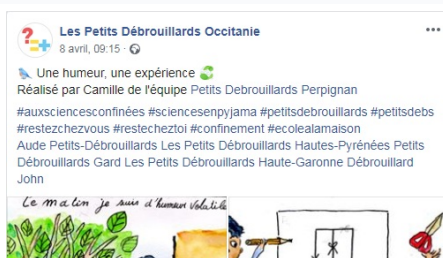 Les Petits Débrouillards Occitanie
8 avril, 09:15 ·
Une humeur, une expérience
Réalisé par Camille de l'équipe Petits Debrouillards Perpignan
#auxsciencesconfinées #sciencesenpyjama #petitsdebrouillards #petitsdebs
#restezchezvous #restecheztoi #confinement #ecolealamaison
Aude Petits-Débrouillards Les Petits Débrouillards Hautes-Pyrénées Petits
Débrouillards Gard Les Petits Débrouillards Haute-Garonne Débrouillard
John
Le matin je suis d'humeur volatile